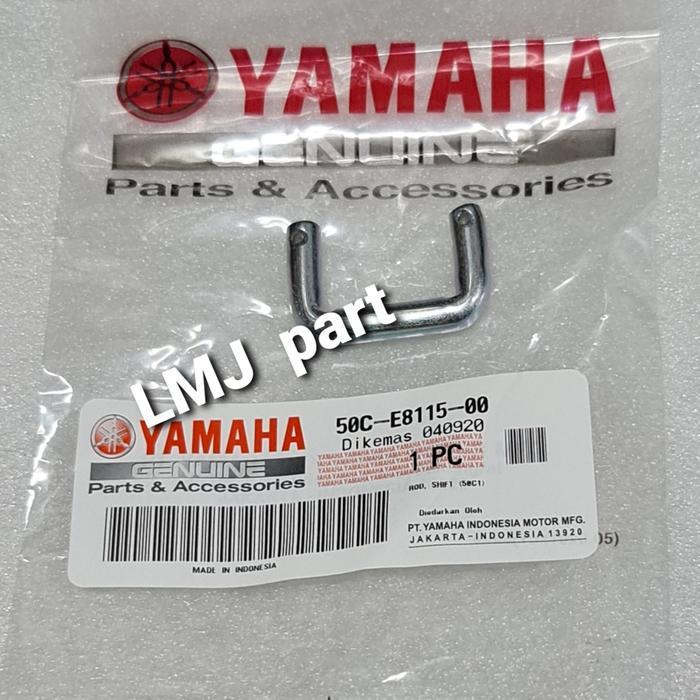 YAMAHA
GENUINE
Parts & Accessories
LMJ part
YAMAHA
GENUINE
Parts & Accessories
MADE IN INDONESIA
50C-E8115-00
Dikemas 040920
1 PC
ROD, SHIFT (50C1)
Diedarkan Oleh
PT. YAMAHA INDONESIA MOTOR MFG.
JAKARTA-INDONESIA 13920
05)